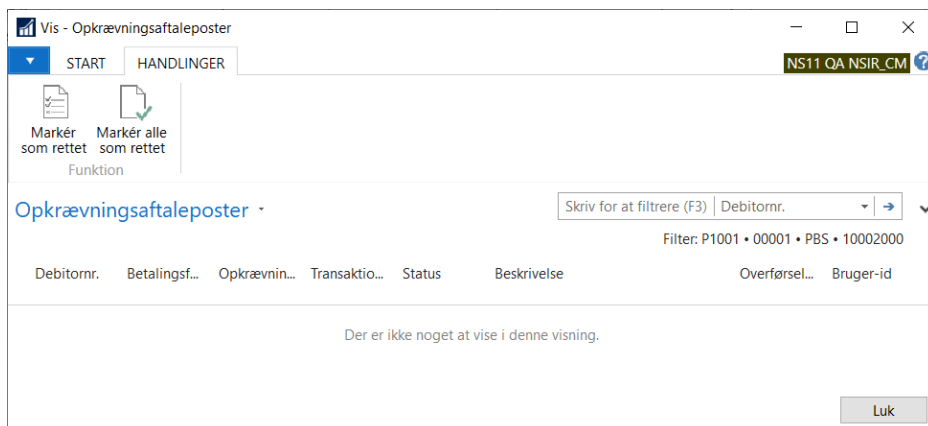 Vis - Opkrævningsaftaleposter
START HANDLINGER NS11 QA NSIR_CM ?
Markér som rettet
Markér alle som rettet
Funktion
Opkrævningsaftaleposter
Skriv for at filtrere (F3) Debitornr.
Filter: P1001 • 00001 • PBS • 10002000
Debitornr. Betalingsf... Opkrævnin... Transaktio... Status Beskrivelse Overførsel... Bruger-id
Der er ikke noget at vise i denne visning.
Luk